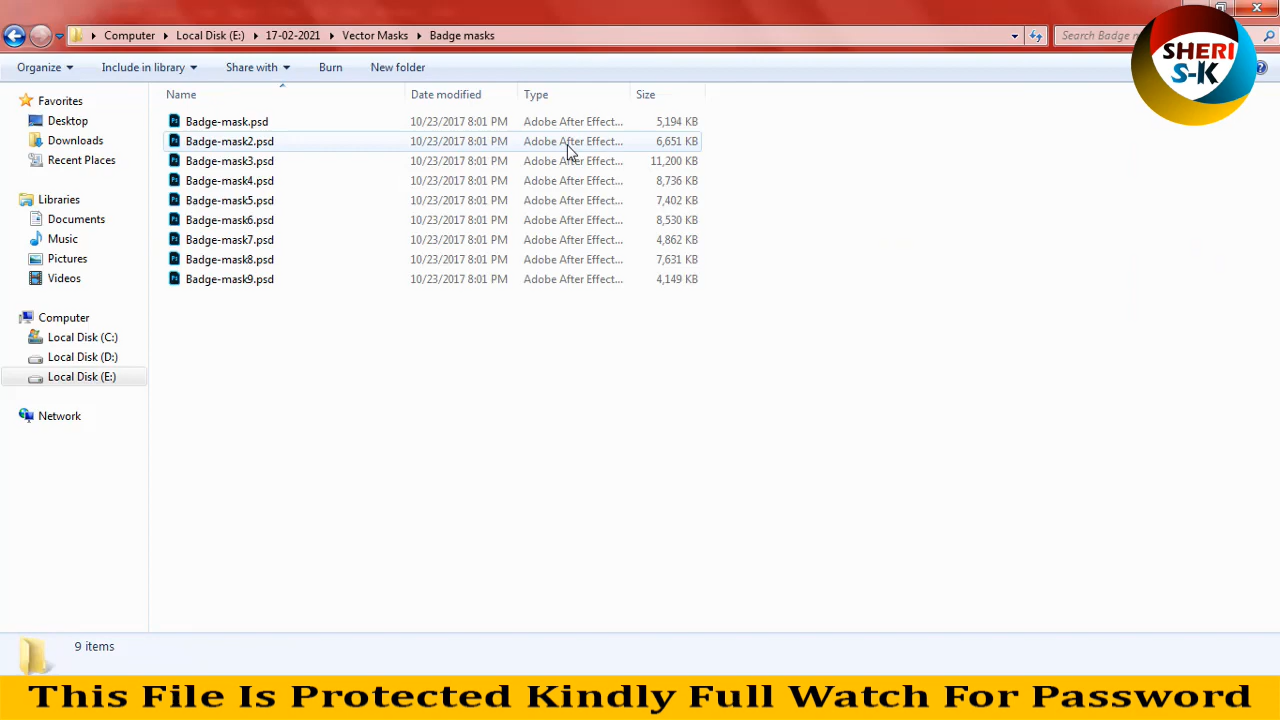 Computer Local Disk (E:) 17-02-2021 Vector Masks Badge masks
SHERI
S-K
Organize Include in library Share with Burn New folder
Name Date modified Type Size
Favorites
Desktop
Downloads
Recent Places
Libraries
Documents
Music
Pictures
Videos
Computer
Local Disk (C:)
Local Disk (D:)
Local Disk (E:)
Network
Badge-mask.psd 10/23/2017 8:01 PM Adobe After Effect... 5,194 KB
Badge-mask2.psd 10/23/2017 8:01 PM Adobe After Effect... 6,651 KB
Badge-mask3.psd 10/23/2017 8:01 PM Adobe After Effect... 11,200 KB
Badge-mask4.psd 10/23/2017 8:01 PM Adobe After Effect... 8,736 KB
Badge-mask5.psd 10/23/2017 8:01 PM Adobe After Effect... 7,402 KB
Badge-mask6.psd 10/23/2017 8:01 PM Adobe After Effect... 8,530 KB
Badge-mask7.psd 10/23/2017 8:01 PM Adobe After Effect... 4,862 KB
Badge-mask8.psd 10/23/2017 8:01 PM Adobe After Effect... 7,631 KB
Badge-mask9.psd 10/23/2017 8:01 PM Adobe After Effect... 4,149 KB
9 items
This File Is Protected Kindly Full Watch For Password